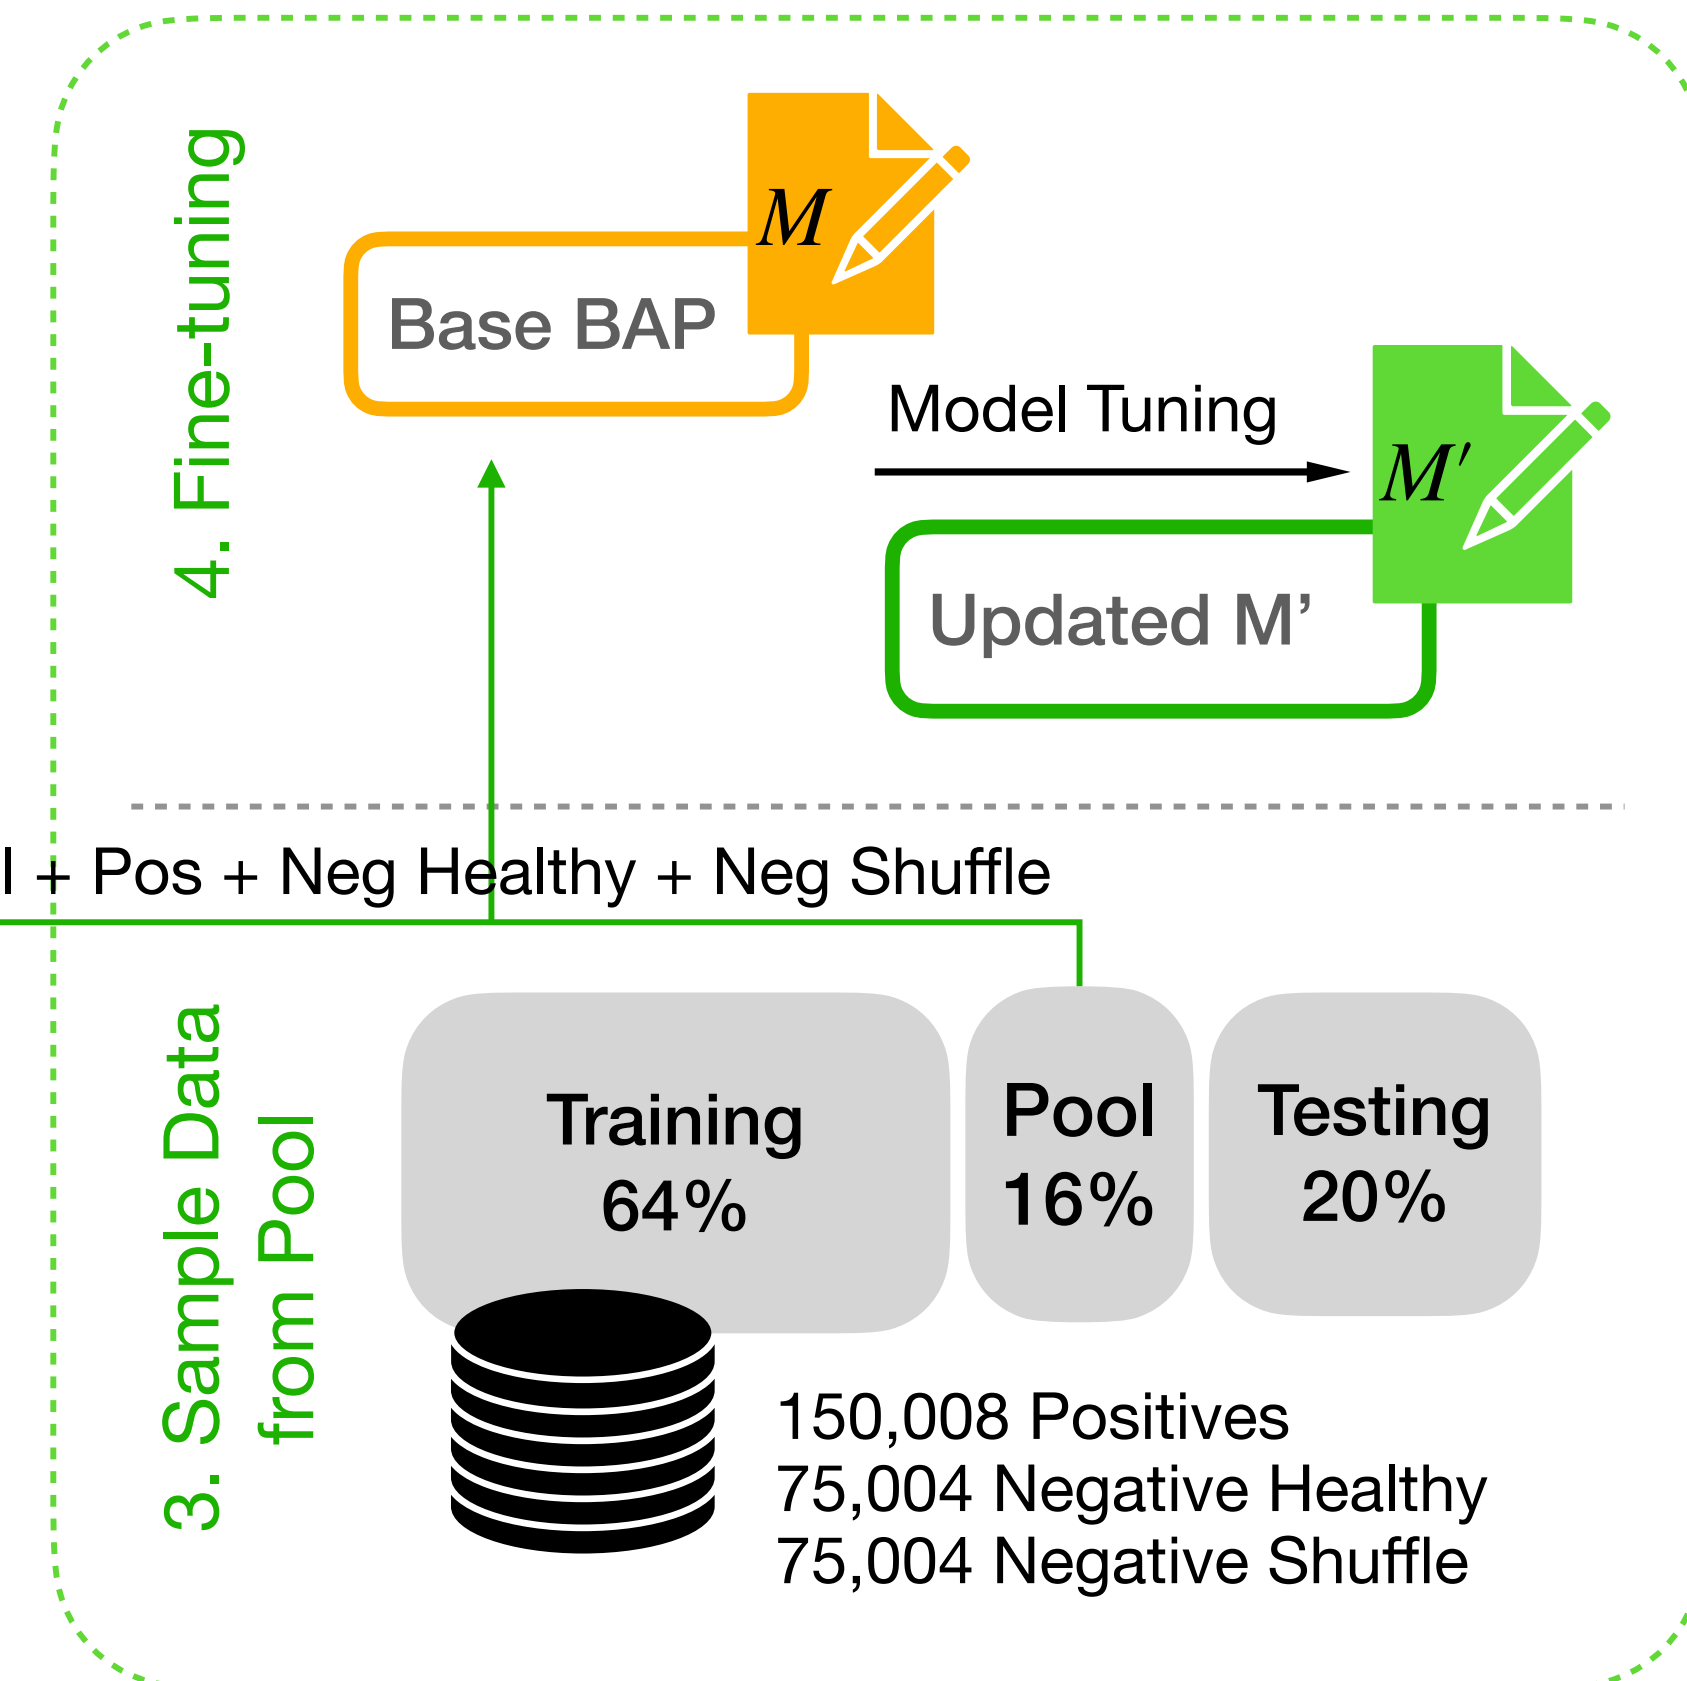 4. Fine-tuning
M
Base BAP
Model Tuning
M′
Updated M’
+ Pos + Neg Healthy + Neg Shuffle
3. Sample Data
from Pool
Training
64%
Pool
16%
Testing
20%
150,008 Positives
75,004 Negative Healthy
75,004 Negative Shuffle